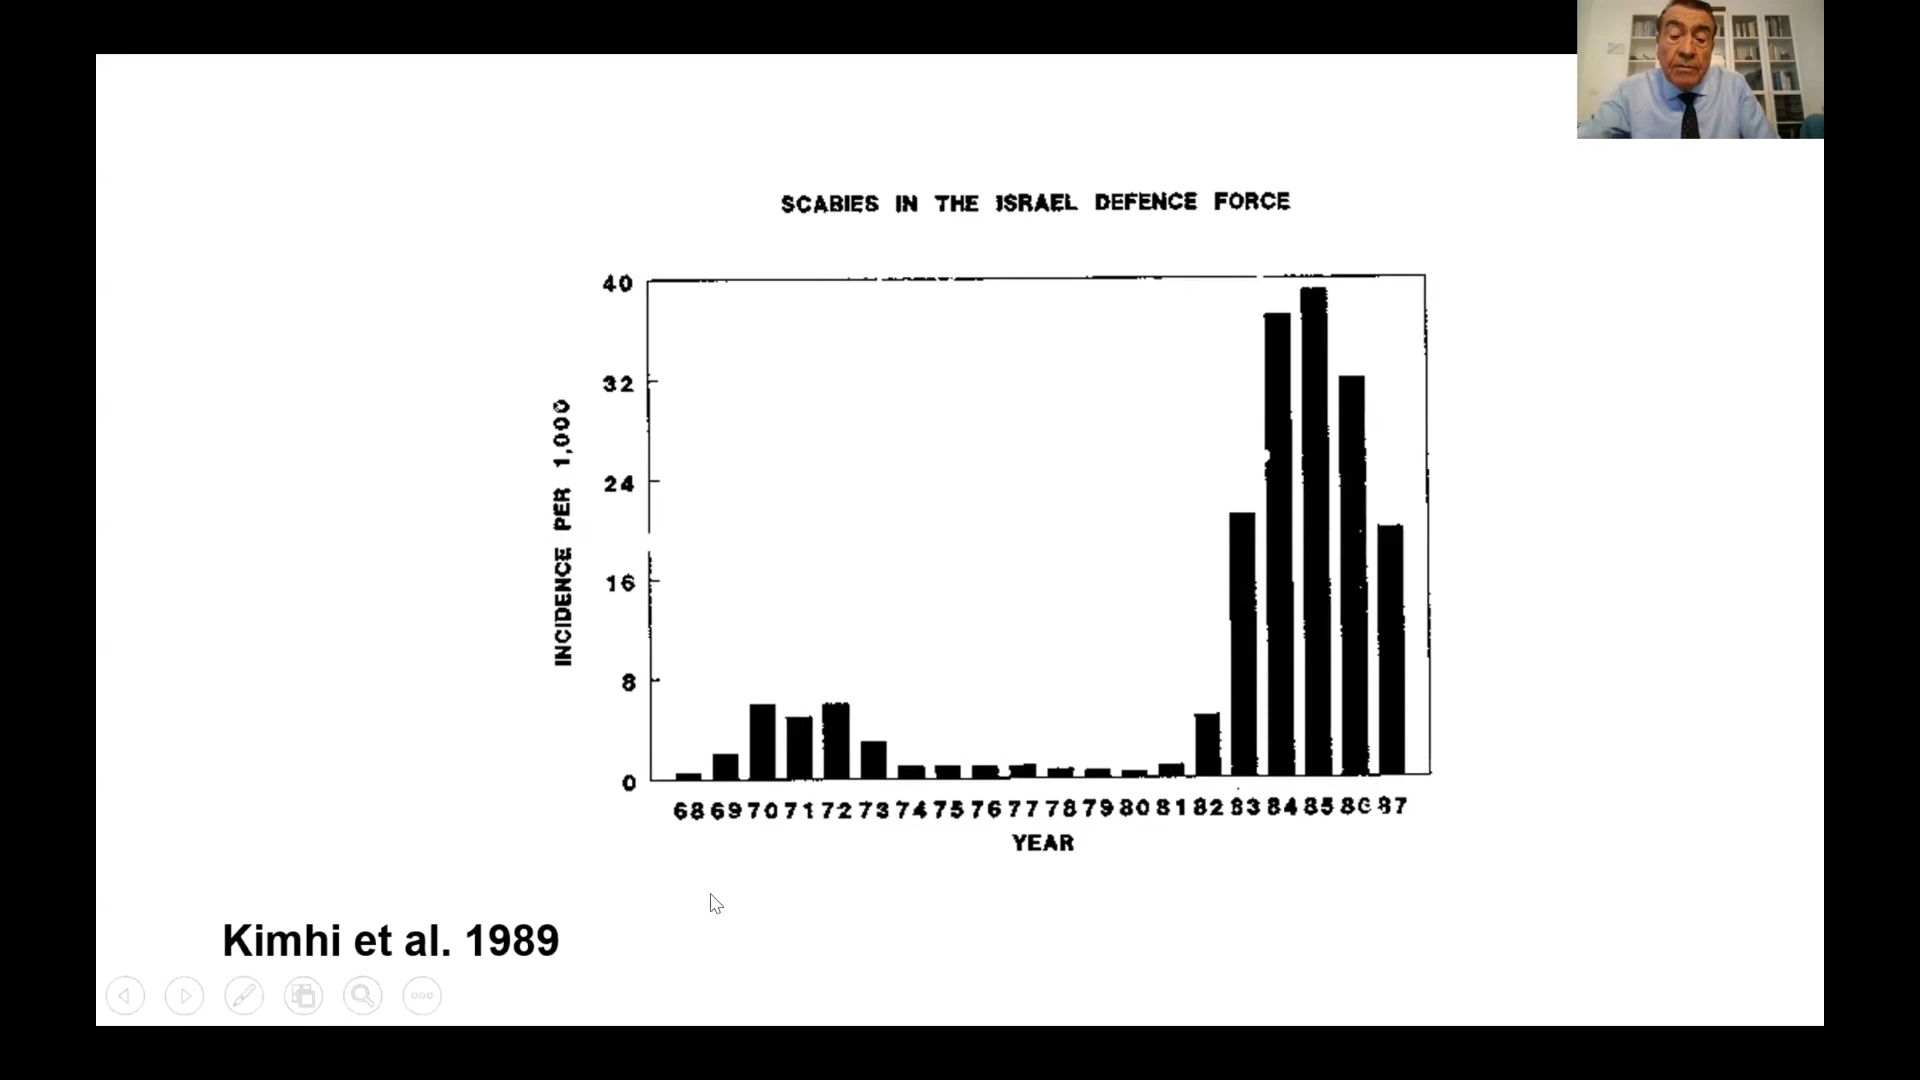 SCABIES IN THE ISRAEL DEFENCE FORCE
40
32
24
16
8
0
INCIDENCE PER 1,000
68 69 70 71 72 73 74 75 76 77 78 79 80 81 82 83 84 85 86 87
YEAR
Kimhi et al. 1989